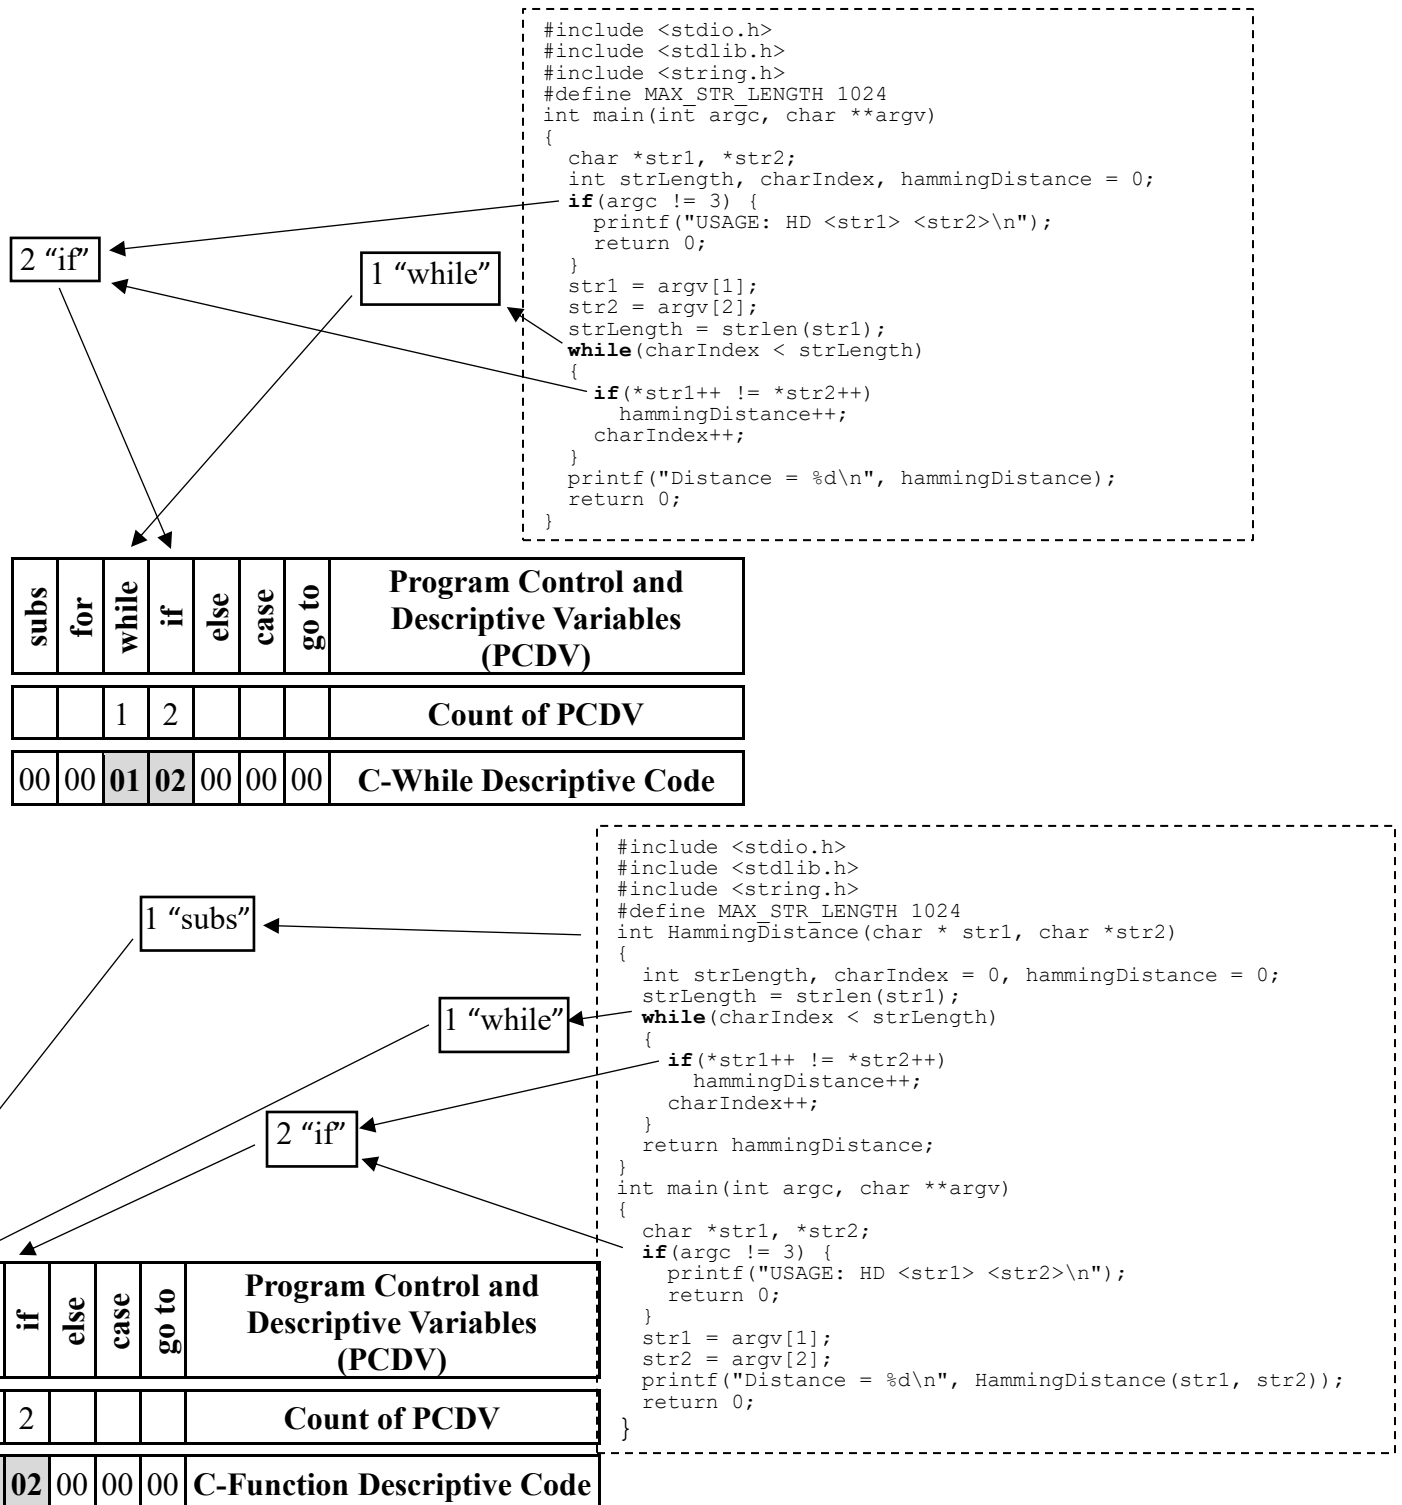 #include <stdio.h>
#include <stdlib.h>
#include <string.h>
#define MAX_STR_LENGTH 1024
int main(int argc, char **argv)
{
  char *str1, *str2;
  int strLength, charIndex, hammingDistance = 0;
  if(argc != 3) {
    printf("USAGE: HD <str1> <str2>\n");
    return 0;
  }
  str1 = argv[1];
  str2 = argv[2];
  strLength = strlen(str1);
  while(charIndex < strLength)
  {
    if(*str1++ != *str2++)
      hammingDistance++;
    charIndex++;
  }
  printf("Distance = %d\n", hammingDistance);
  return 0;
}
2 “if”
1 “while”
subs for while if else case go to Program Control and
Descriptive Variables
(PCDV)
1 2 Count of PCDV
00 00 01 02 00 00 00 C-While Descriptive Code
#include <stdio.h>
#include <stdlib.h>
#include <string.h>
#define MAX_STR_LENGTH 1024
int HammingDistance(char * str1, char *str2)
{
  int strLength, charIndex = 0, hammingDistance = 0;
  strLength = strlen(str1);
  while(charIndex < strLength)
  {
    if(*str1++ != *str2++)
      hammingDistance++;
    charIndex++;
  }
  return hammingDistance;
}
int main(int argc, char **argv)
{
  char *str1, *str2;
  if(argc != 3) {
    printf("USAGE: HD <str1> <str2>\n");
    return 0;
  }
  str1 = argv[1];
  str2 = argv[2];
  printf("Distance = %d\n", HammingDistance(str1, str2));
  return 0;
}
1 “subs”
1 “while”
2 “if”
if else case go to Program Control and
Descriptive Variables
(PCDV)
2 Count of PCDV
02 00 00 00 C-Function Descriptive Code